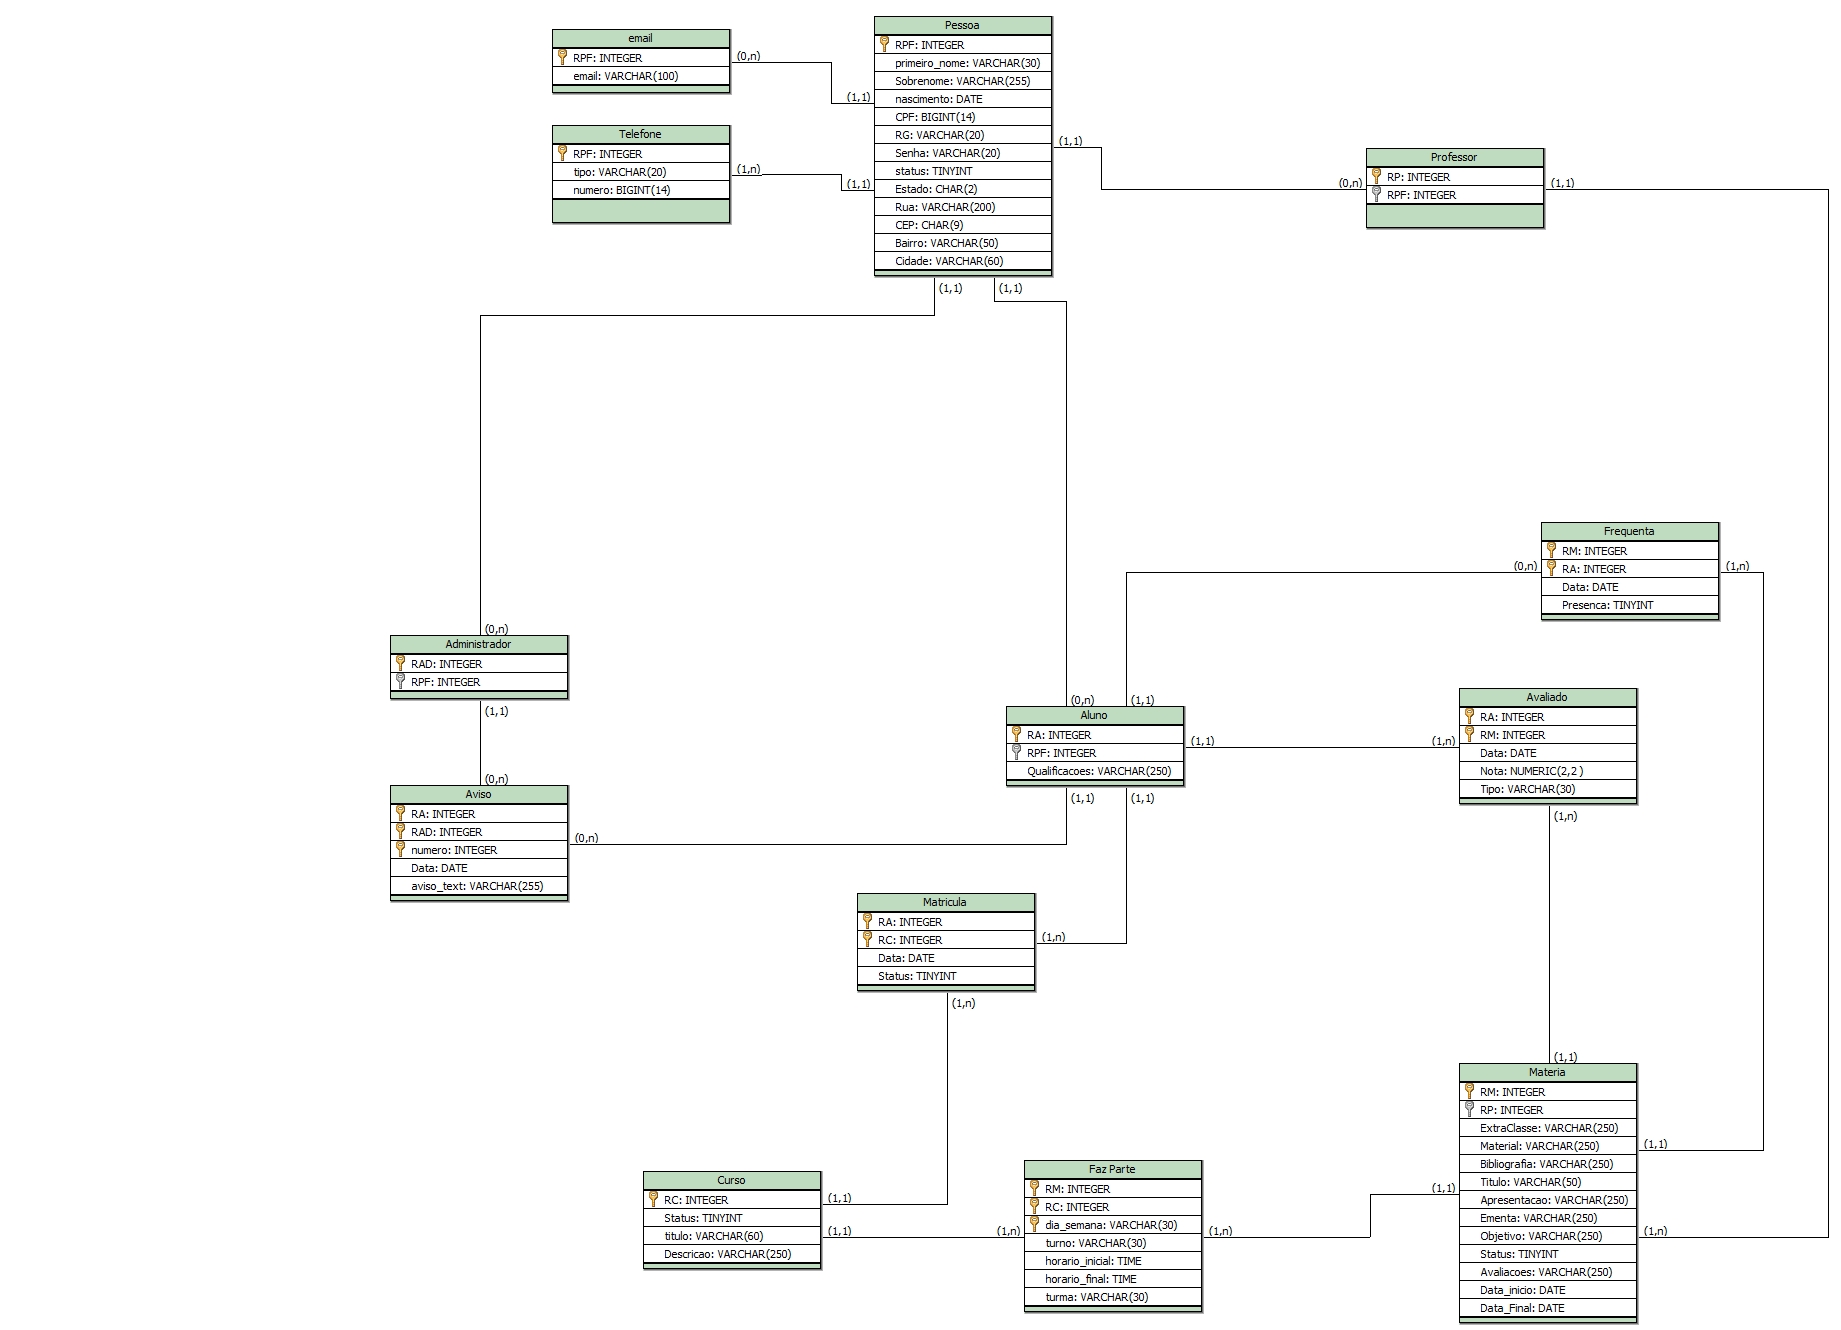 email
RPF: INTEGER
email: VARCHAR(100)
(0,n)
(1,1)
Telefone
RPF: INTEGER
tipo: VARCHAR(20)
numero: BIGINT(14)
(1,n)
(1,1)
Pessoa
RPF: INTEGER
primeiro_nome: VARCHAR(30)
Sobrenome: VARCHAR(255)
nascimento: DATE
CPF: BIGINT(14)
RG: VARCHAR(20)
Senha: VARCHAR(20)
status: TINYINT
Estado: CHAR(2)
Rua: VARCHAR(200)
CEP: CHAR(9)
Bairro: VARCHAR(50)
Cidade: VARCHAR(60)
(1,1)
(1,1)
(1,1)
(0,n)
Professor
RP: INTEGER
RPF: INTEGER
(1,1)
Frequenta
RM: INTEGER
RA: INTEGER
Data: DATE
Presenca: TINYINT
(0,n)
(1,n)
(0,n)
Administrador
RAD: INTEGER
RPF: INTEGER
(1,1)
(0,n)
Aviso
RA: INTEGER
RAD: INTEGER
numero: INTEGER
Data: DATE
aviso_text: VARCHAR(255)
(0,n)
(0,n)
(1,1)
Aluno
RA: INTEGER
RPF: INTEGER
Qualificacoes: VARCHAR(250)
(1,1)
(1,1)
(1,1)
(1,n)
Avaliado
RA: INTEGER
RM: INTEGER
Data: DATE
Nota: NUMERIC(2,2 )
Tipo: VARCHAR(30)
(1,n)
Matricula
RA: INTEGER
RC: INTEGER
Data: DATE
Status: TINYINT
(1,n)
(1,n)
Curso
RC: INTEGER
Status: TINYINT
titulo: VARCHAR(60)
Descricao: VARCHAR(250)
(1,1)
(1,1)
(1,n)
Faz Parte
RM: INTEGER
RC: INTEGER
dia_semana: VARCHAR(30)
turno: VARCHAR(30)
horario_inicial: TIME
horario_final: TIME
turma: VARCHAR(30)
(1,n)
(1,1)
(1,1)
Materia
RM: INTEGER
RP: INTEGER
ExtraClasse: VARCHAR(250)
Material: VARCHAR(250)
Bibliografia: VARCHAR(250)
Titulo: VARCHAR(50)
Apresentacao: VARCHAR(250)
Ementa: VARCHAR(250)
Objetivo: VARCHAR(250)
Status: TINYINT
Avaliacoes: VARCHAR(250)
Data_inicio: DATE
Data_Final: DATE
(1,1)
(1,n)